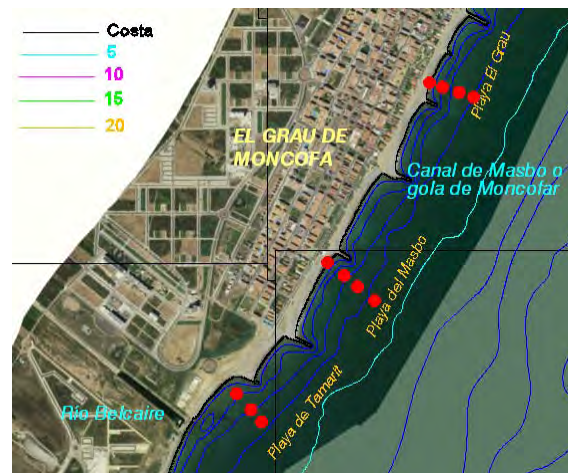 Costa
5
10
15
20
EL GRAU DE
MONCOFA
Playa El Grau
Canal de Masbo o
gola de Moncofar
Playa del Masbo
Playa de Tamarit
Río Belcaire